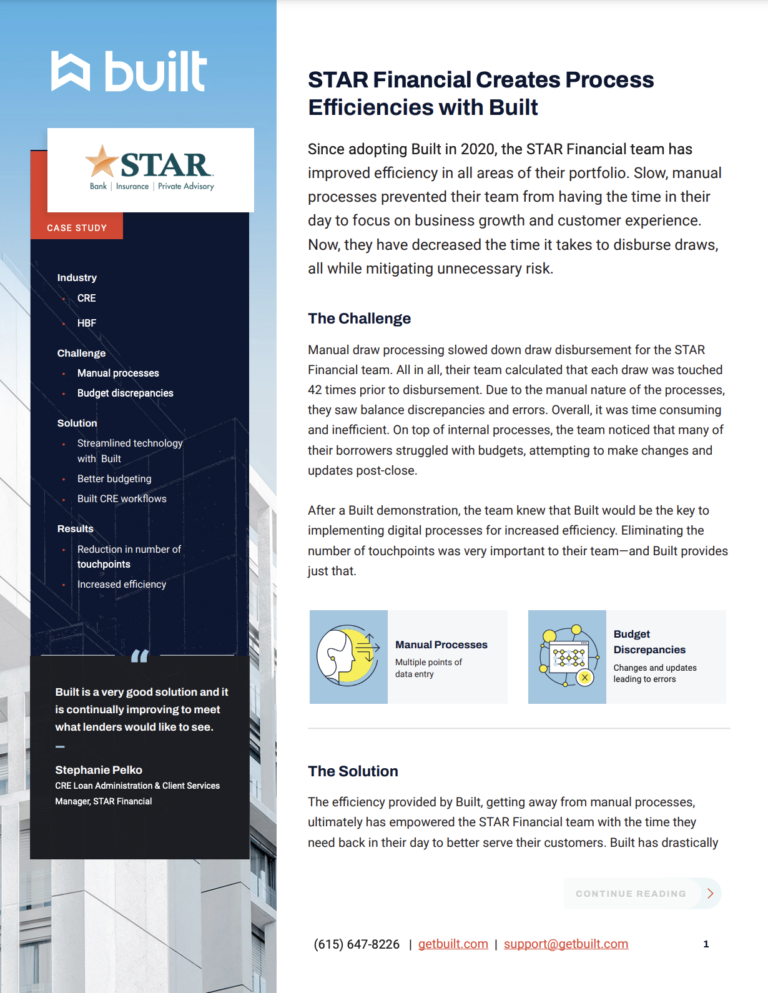 built
STAR
Bank | Insurance | Private Advisory
CASE STUDY
Industry
CRE
HBF
Challenge
Manual processes
Budget discrepancies
Solution
Streamlined technology
with Built
Better budgeting
Built CRE workflows
Results
Reduction in number of
touchpoints
Increased efficiency
“
Built is a very good solution and it
is continually improving to meet
what lenders would like to see.
Stephanie Pelko
CRE Loan Administration & Client Services
Manager, STAR Financial
STAR Financial Creates Process
Efficiencies with Built
Since adopting Built in 2020, the STAR Financial team has
improved efficiency in all areas of their portfolio. Slow, manual
processes prevented their team from having the time in their
day to focus on business growth and customer experience.
Now, they have decreased the time it takes to disburse draws,
all while mitigating unnecessary risk.
The Challenge
Manual draw processing slowed down draw disbursement for the STAR
Financial team. All in all, their team calculated that each draw was touched
42 times prior to disbursement. Due to the manual nature of the processes,
they saw balance discrepancies and errors. Overall, it was time consuming
and inefficient. On top of internal processes, the team noticed that many of
their borrowers struggled with budgets, attempting to make changes and
updates post-close.
After a Built demonstration, the team knew that Built would be the key to
implementing digital processes for increased efficiency. Eliminating the
number of touchpoints was very important to their team—and Built provides
just that.
Manual Processes
Multiple points of
data entry
Budget
Discrepancies
Changes and updates
leading to errors
The Solution
The efficiency provided by Built, getting away from manual processes,
ultimately has empowered the STAR Financial team with the time they
need back in their day to better serve their customers. Built has drastically
CONTINUE READING
(615) 647-8226 | getbuilt.com | support@getbuilt.com
1